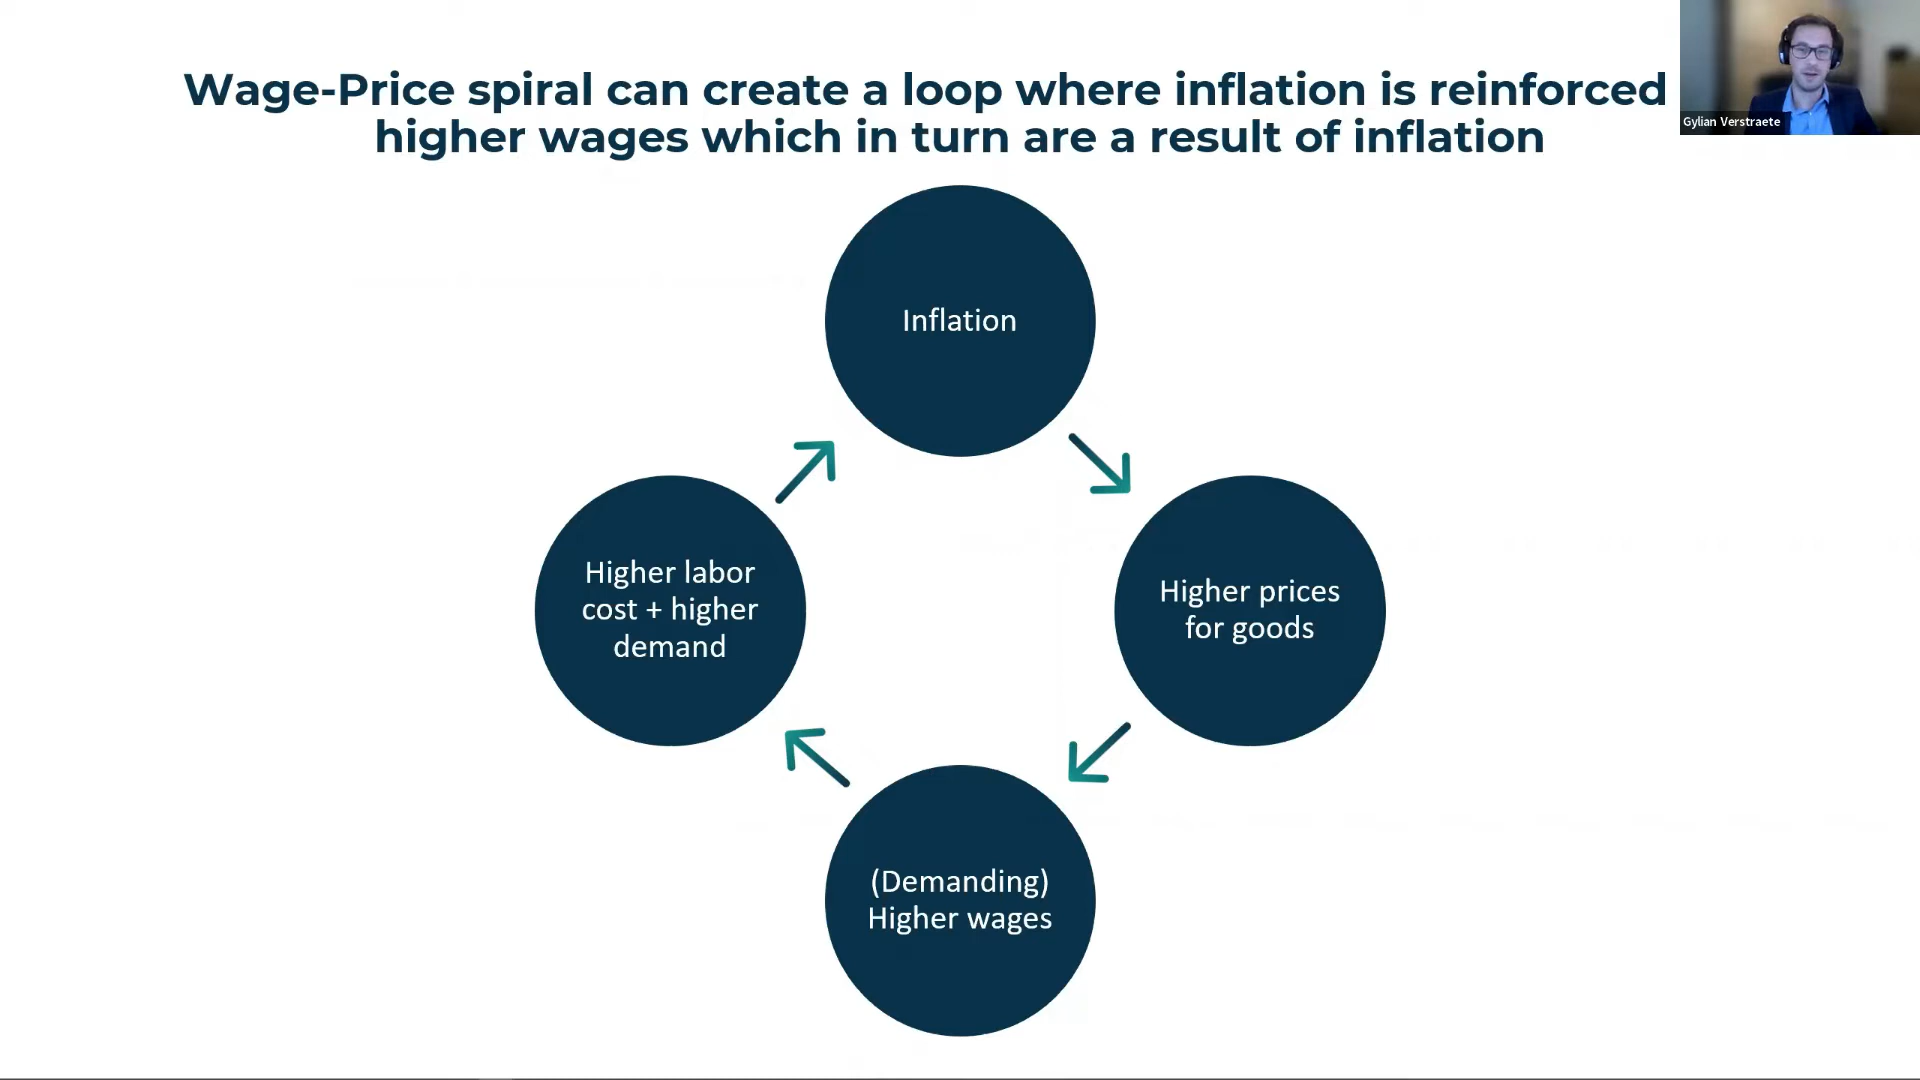 Wage-Price spiral can create a loop where inflation is reinforced
higher wages which in turn are a result of inflation
Gylian Verstraete
Inflation
Higher labor
cost + higher
demand
Higher prices
for goods
(Demanding)
Higher wages